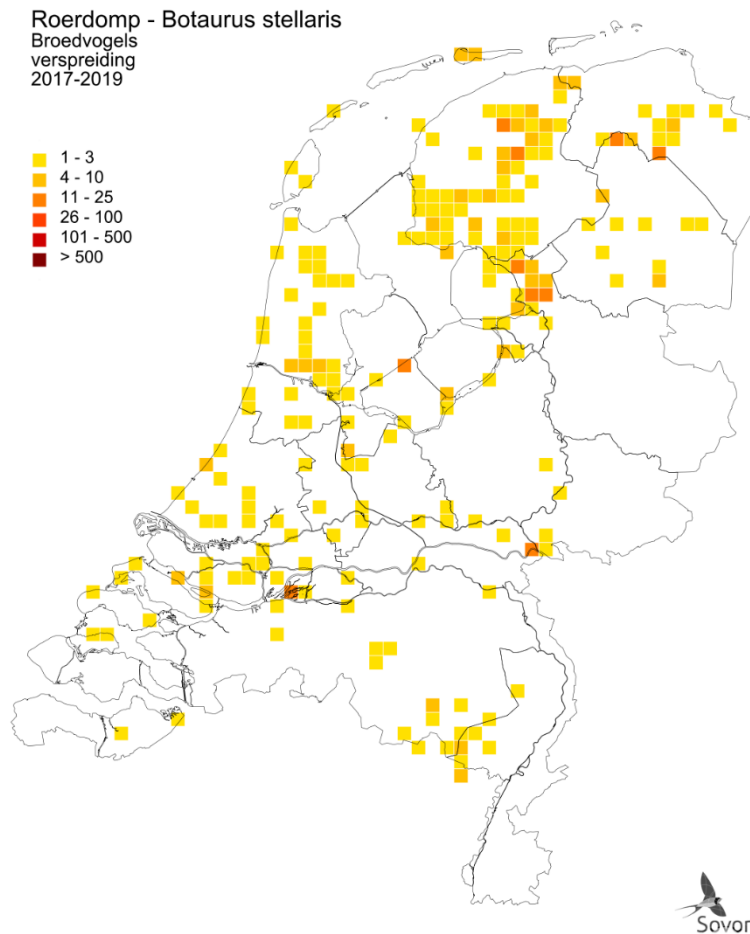 Roerdomp - Botaurus stellaris
Broedvogels
verspreiding
2017-2019
1 - 3
4 - 10
11 - 25
26 - 100
101 - 500
> 500
Sovon